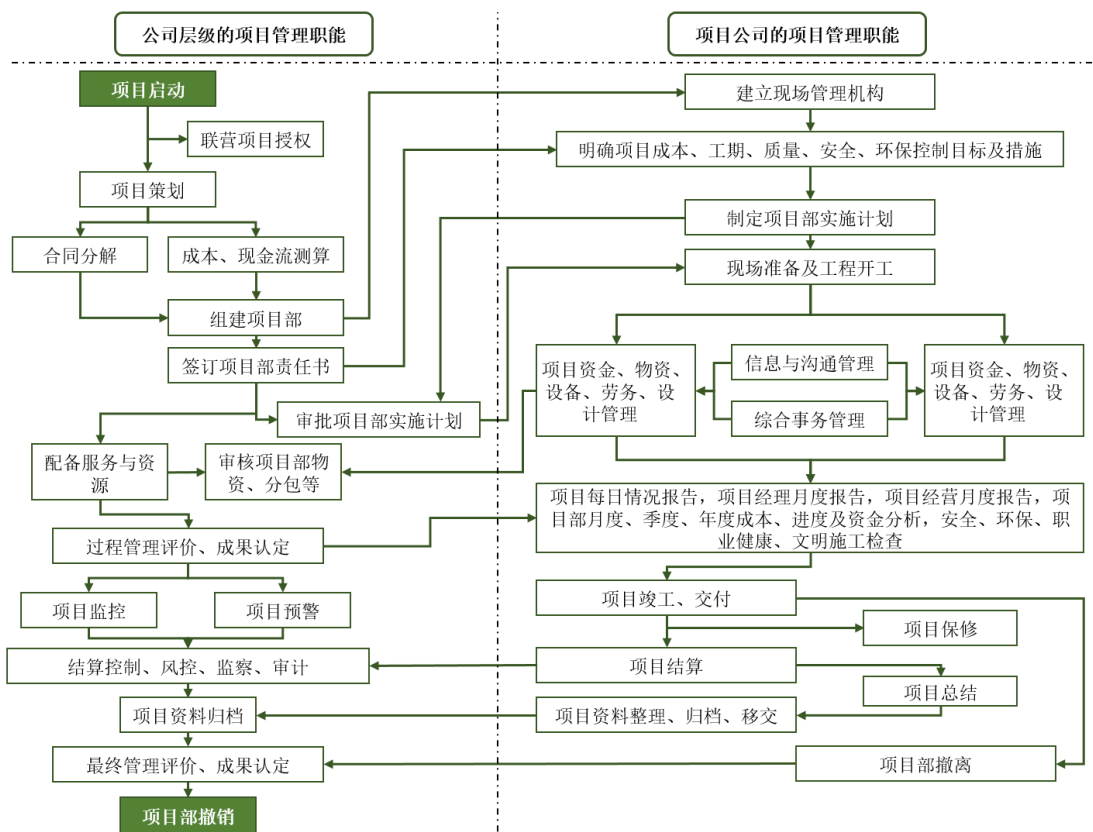 公司层级的项目管理职能
项目公司的项目管理职能
项目启动
联营项目授权
项目策划
合同分解
成本、现金流测算
组建项目部
签订项目部责任书
审批项目部实施计划
配备服务与资
源
审核项目部物
资、分包等
过程管理评价、成果认定
项目监控
项目预警
结算控制、风控、监察、审计
项目资料归档
最终管理评价、成果认定
项目部撤销
建立现场管理机构
明确项目成本、工期、质量、安全、环保控制目标及措施
制定项目部实施计划
现场准备及工程开工
项目资金、物资、
设备、劳务、设
计管理
信息与沟通管理
综合事务管理
项目资金、物资、
设备、劳务、设
计管理
项目每日情况报告，项目经理月度报告，项目经营月度报告，项
目部月度、季度、年度成本、进度及资金分析，安全、环保、职
业健康、文明施工检查
项目竣工、交付
项目保修
项目结算
项目总结
项目资料整理、归档、移交
项目部撤离